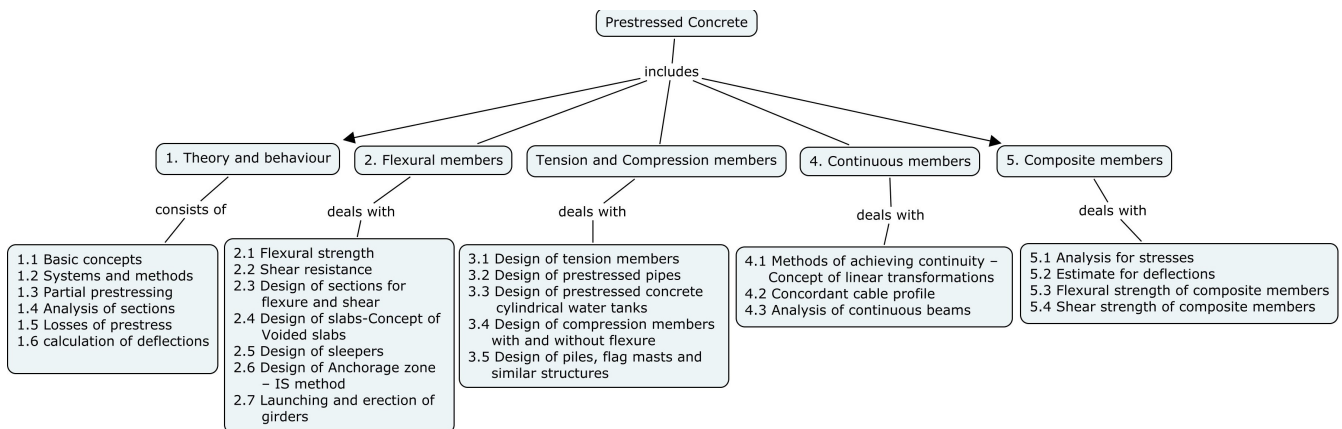 Prestressed Concrete
includes
1. Theory and behaviour
2. Flexural members
Tension and Compression members
4. Continuous members
5. Composite members
consists of
deals with
deals with
deals with
deals with
1.1 Basic concepts
1.2 Systems and methods
1.3 Partial prestressing
1.4 Analysis of sections
1.5 Losses of prestress
1.6 calculation of deflections
2.1 Flexural strength
2.2 Shear resistance
2.3 Design of sections for
flexure and shear
2.4 Design of slabs-Concept of
Voided slabs
2.5 Design of sleepers
2.6 Design of Anchorage zone
– IS method
2.7 Launching and erection of
girders
3.1 Design of tension members
3.2 Design of prestressed pipes
3.3 Design of prestressed concrete
cylindrical water tanks
3.4 Design of compression members
with and without flexure
3.5 Design of piles, flag masts and
similar structures
4.1 Methods of achieving continuity –
Concept of linear transformations
4.2 Concordant cable profile
4.3 Analysis of continuous beams
5.1 Analysis for stresses
5.2 Estimate for deflections
5.3 Flexural strength of composite members
5.4 Shear strength of composite members